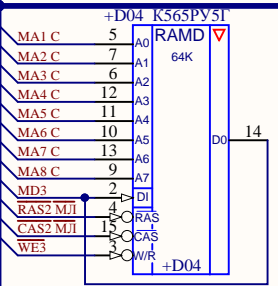 +D04 К565РУ5Г
MA1 C 5 A0 RAMD
MA2 C 7 A1 64K
MA3 C 6 A2
MA4 C 12 A3
MA5 C 11 A4
MA6 C 10 A5 D0 14
MA7 C 13 A6
MA8 C 9 A7
MD3 2 DI
RAS2 МЛ 4 RAS
CAS2 МЛ 15 CAS
WE3 3 W/R
+D04